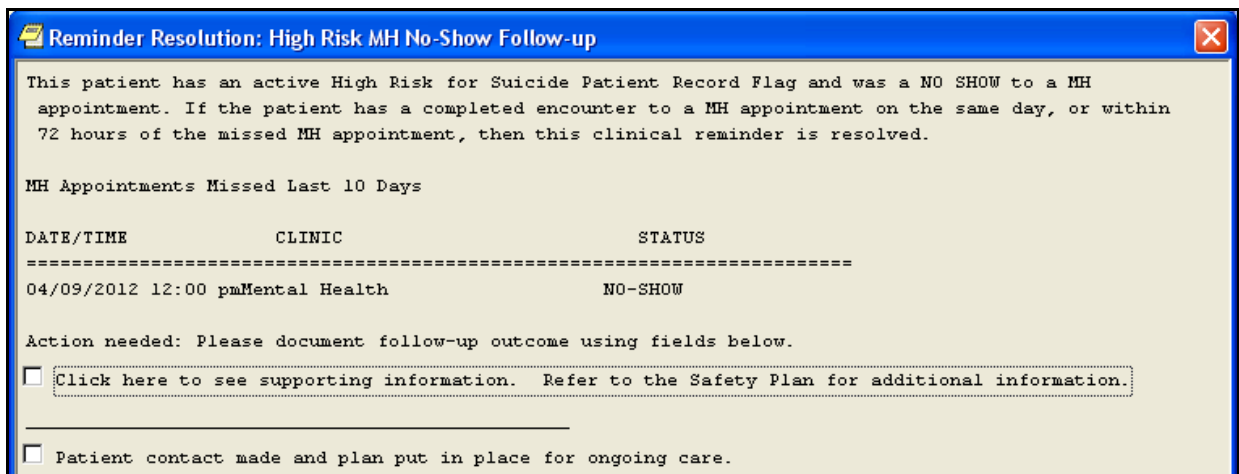 Reminder Resolution: High Risk MH No-Show Follow-up
This patient has an active High Risk for Suicide Patient Record Flag and was a NO SHOW to a MH
appointment. If the patient has a completed encounter to a MH appointment on the same day, or within
72 hours of the missed MH appointment, then this clinical reminder is resolved.
MH Appointments Missed Last 10 Days
DATE/TIME CLINIC STATUS
=========================================================================
04/09/2012 12:00 pmMental Health NO-SHOW
Action needed: Please document follow-up outcome using fields below.
Click here to see supporting information. Refer to the Safety Plan for additional information.
Patient contact made and plan put in place for ongoing care.